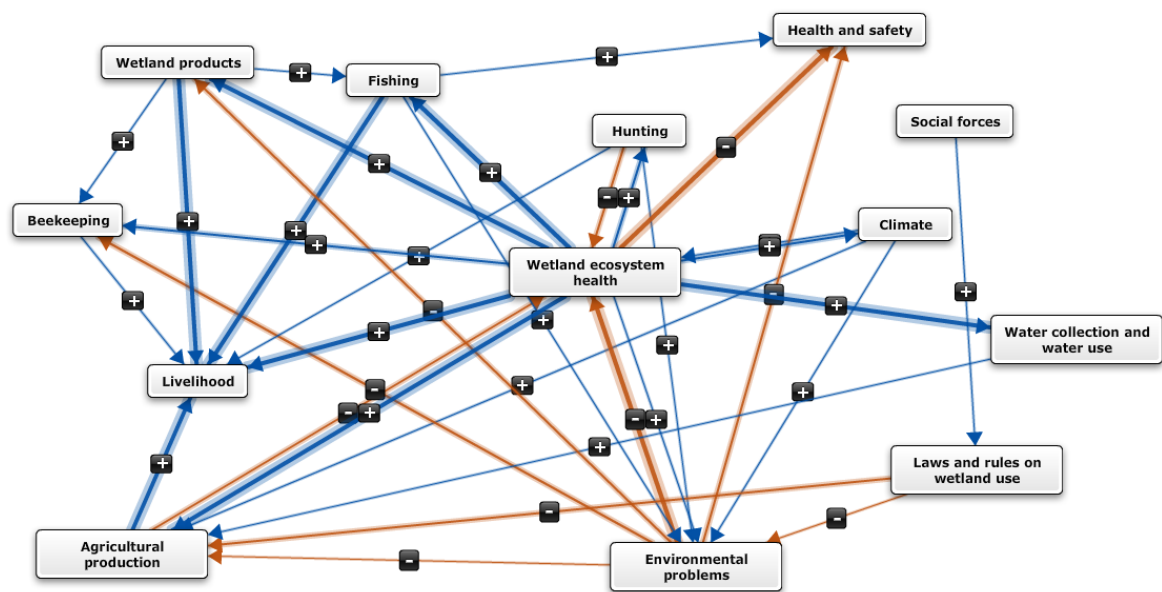 Health and safety
Wetland products
Fishing
+
+
Social forces
Hunting
+
-
+
+
-
+
Beekeeping
Climate
+
+
+
+
+
Wetland ecosystem
health
-
+
-
+
+
Water collection and
water use
+
+
+
Livelihood
+
-
-
+
-
+
+
+
+
Laws and rules on
wetland use
-
-
Agricultural
production
-
Environmental
problems